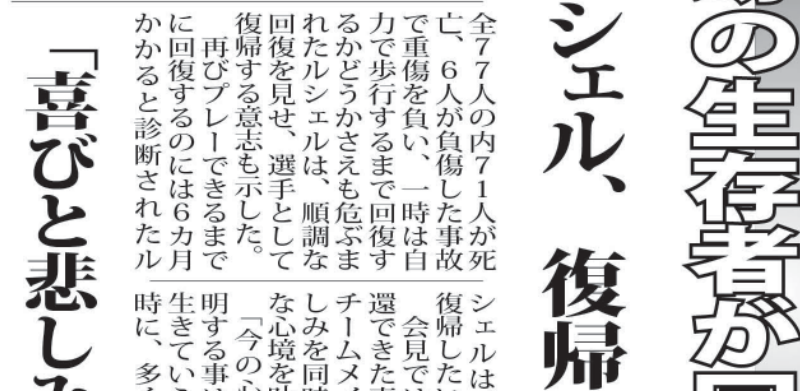 の生存者が
シェル、復帰
全７７人の内７１人が死
亡、６人が負傷した事故
で重傷を負い、一時は自
力で歩行するまで回復す
るかどうかさえも危ぶま
れたルシェルは、順調な
回復を見せ、選手として
復帰する意志も示した。
再びプレーできるまで
に回復するのには６カ月
かかると診断されたル
シェルは
復帰したい
会見では
還できた
チームメイ
しみを同時
な心境を
「今の心
明する事は
生きている
時に、多く
「喜びと悲しみ